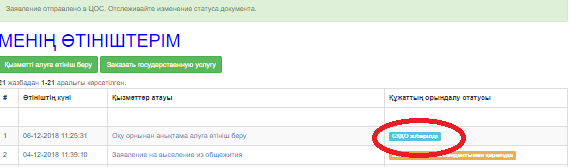 Заявление отправлено в ЦОС. Отслеживайте изменение статуса документа.
МЕНІҢ ӨТІНІШТЕРІМ
Қызметті алуға өтініш беру Заказать государственную услугу
21 жазбадан 1-21 аралығы көрсетілген.
# Өтініштің күні Қызметтер атауы Құжаттың орындалу статусы
1 06-12-2018 11:25:31 Оқу орнынан анықтама алуға өтініш беру СҚҚО жіберілді
2 04-12-2018 11:39:10 Заявление на выселение из общежития